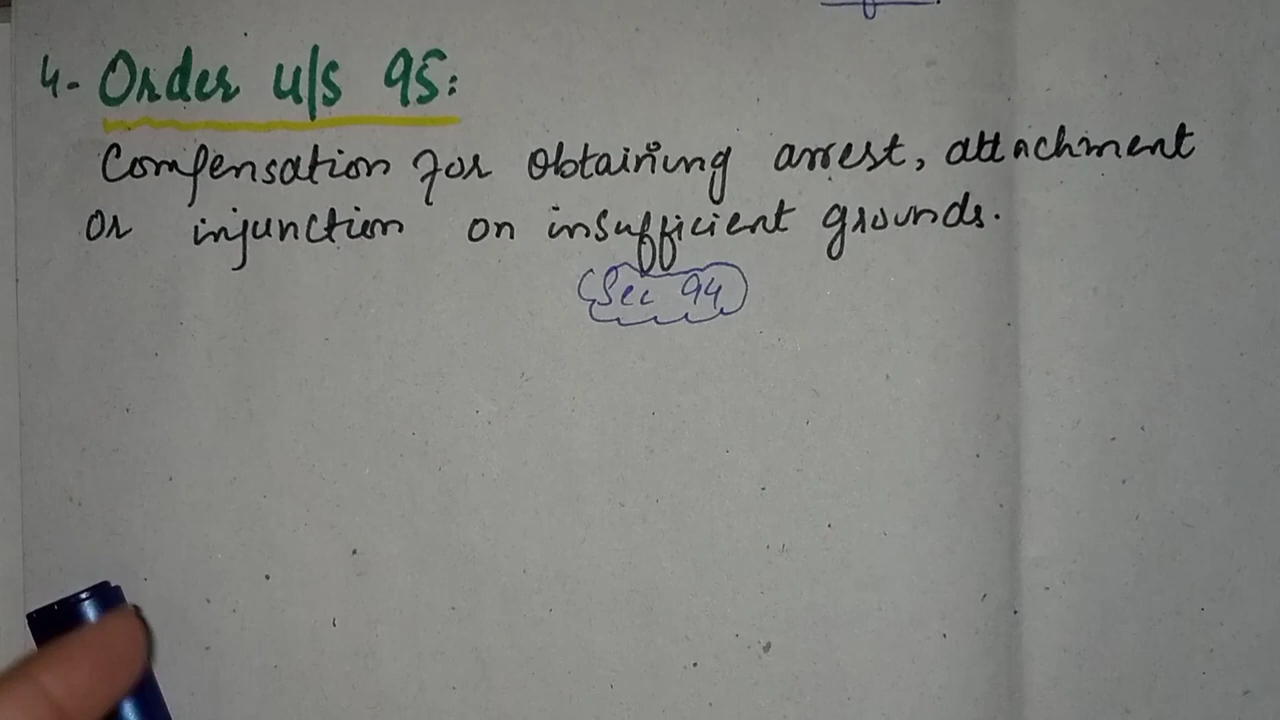 4- Order u/s 95:
Compensation for obtaining arrest, attachment
or injunction on insufficient grounds.
Sec 94